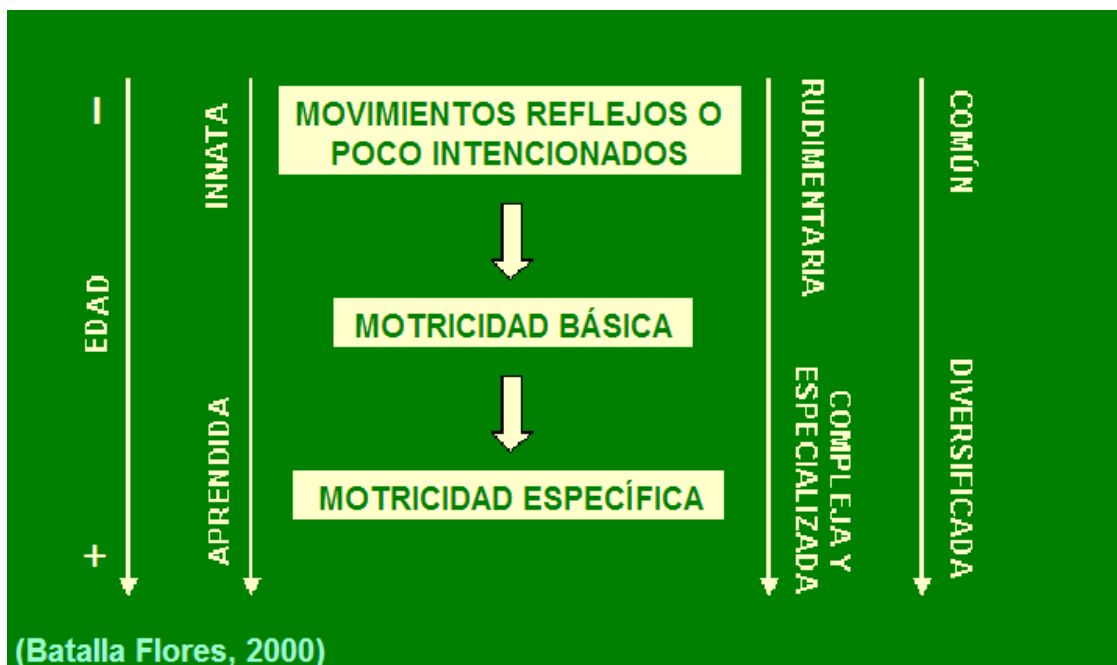 –
EDAD
+
INNATA
APRENDIDA
MOVIMIENTOS REFLEJOS O
POCO INTENCIONADOS
MOTRICIDAD BÁSICA
MOTRICIDAD ESPECÍFICA
RUDIMENTARIA
COMPLEJA Y
ESPECIALIZADA
COMÚN
DIVERSIFICADA
(Batalla Flores, 2000)